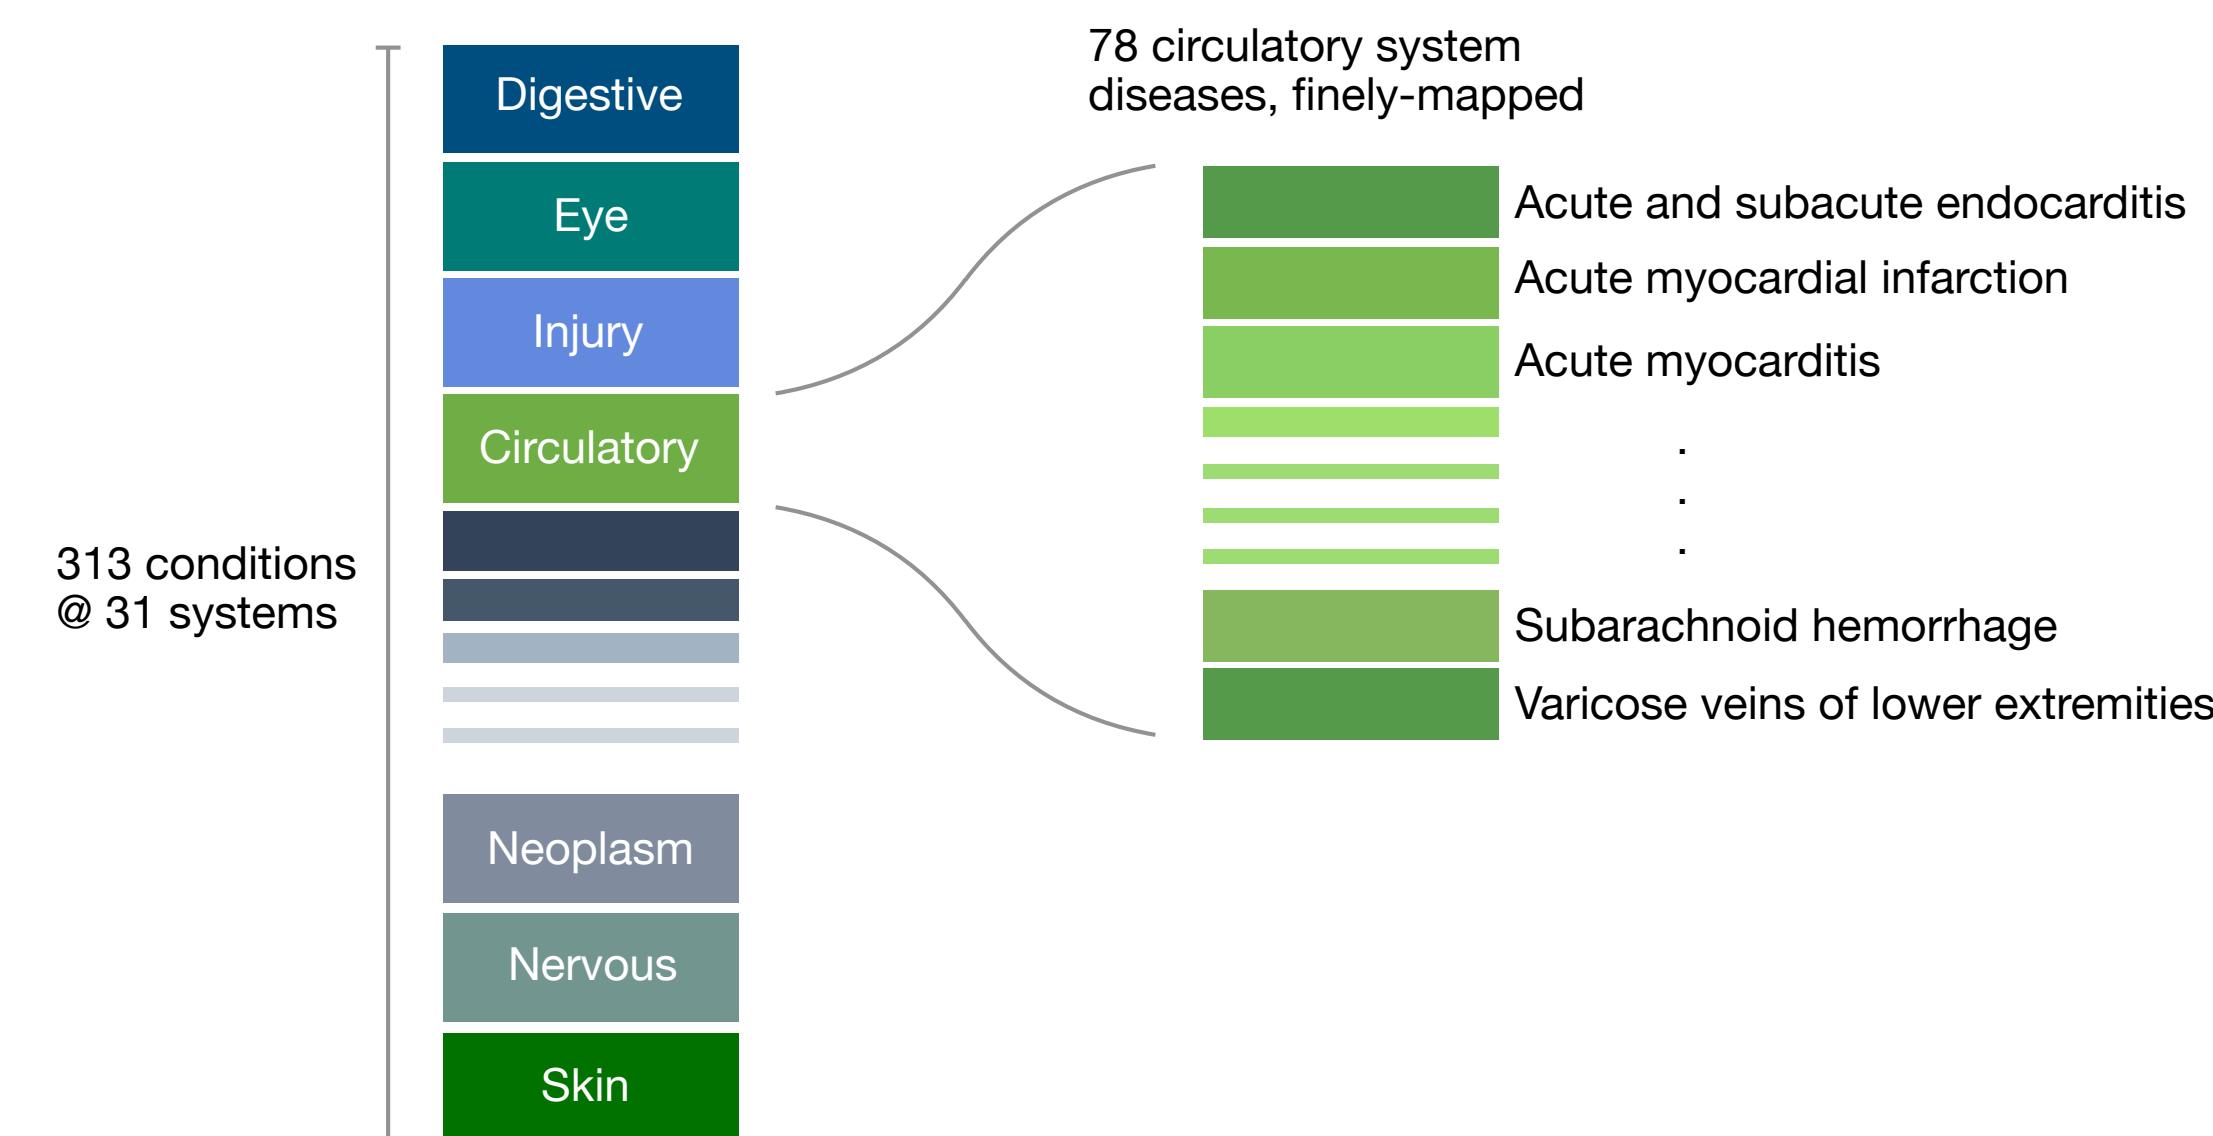 313 conditions
@ 31 systems
Digestive
Eye
Injury
Circulatory
Neoplasm
Nervous
Skin
78 circulatory system
diseases, finely-mapped
Acute and subacute endocarditis
Acute myocardial infarction
Acute myocarditis
.
.
.
Subarachnoid hemorrhage
Varicose veins of lower extremities